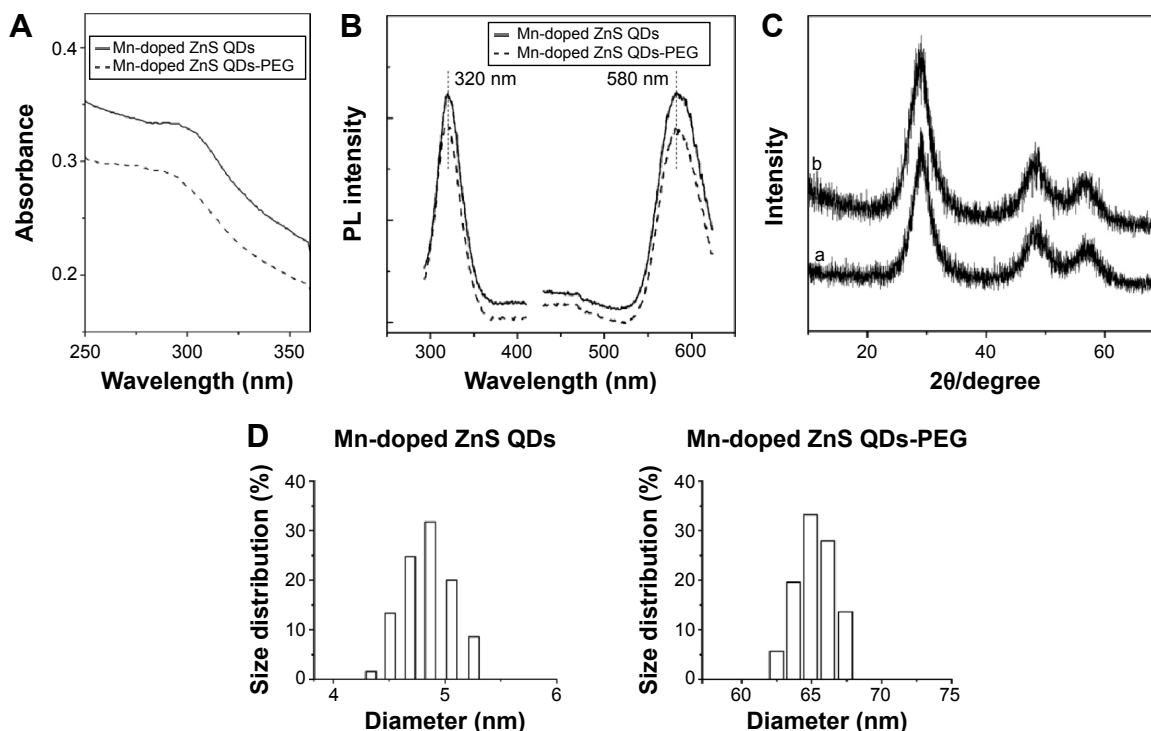 A
0.4
0.3
0.2
Absorbance
Mn-doped ZnS QDs
Mn-doped ZnS QDs-PEG
250
300
350
Wavelength (nm)
B
PL intensity
Mn-doped ZnS QDs
Mn-doped ZnS QDs-PEG
320 nm
580 nm
300
400
500
600
Wavelength (nm)
C
Intensity
b
a
20
40
60
2θ/degree
D
Mn-doped ZnS QDs
Size distribution (%)
40
30
20
10
0
4
5
6
Diameter (nm)
Mn-doped ZnS QDs-PEG
Size distribution (%)
40
30
20
10
0
60
65
70
75
Diameter (nm)